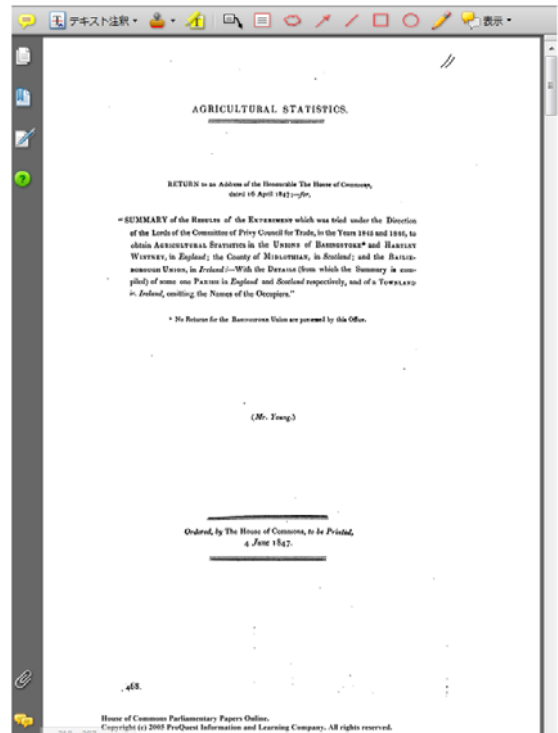 テキスト注釈
表示
AGRICULTURAL STATISTICS.
RETURN to an Address of the Honourable The House of Commons,
dated 16 April 1847;—for,
"SUMMARY of the RESULTS of the EXPERIMENT which was tried under the Direction
of the Lords of the Committee of Privy Council for Trade, in the Years 1845 and 1846, to
obtain AGRICULTURAL STATISTICS in the UNIONS of BASINGSTOKE* and HARTLEY
WINTNEY, in England; the County of MIDLOTHIAN, in Scotland; and the BAILIE-
BOROUGH UNION, in Ireland:—With the DETAILS (from which the Summary is com-
piled) of some one PARISH in England and Scotland respectively, and of a TOWNLAND
in Ireland, omitting the Names of the Occupiers."
* No Returns for the BASINGSTOKE Union are possessed by this Office.
(Mr. Young.)
Ordered, by The House of Commons, to be Printed,
4 June 1847.
468.
House of Commons Parliamentary Papers Online.
Copyright (c) 2005 ProQuest Information and Learning Company. All rights reserved.